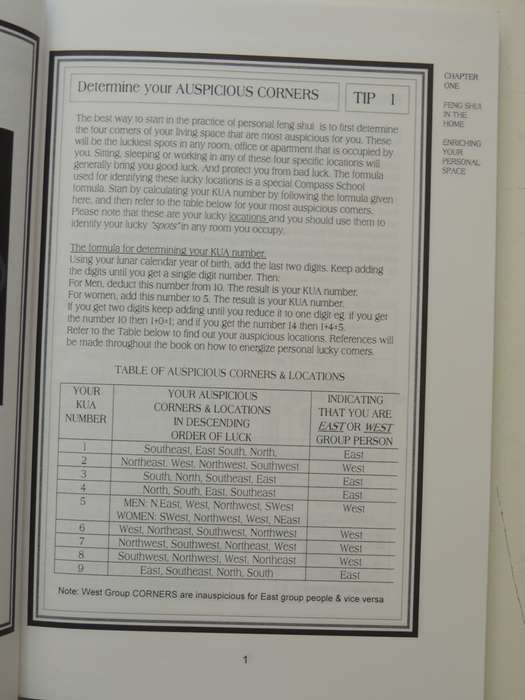 Determine your AUSPICIOUS CORNERS
TIP 1
The best way to start in the practice of personal feng shui is to first determine
the four corners of your living space that are most auspicious for you. These
will be the luckiest spots in any room, office or apartment that is occupied by
you. Sitting, sleeping or working in any of these four specific locations will
generally bring you good luck. And protect you from bad luck. The formula
used for identifying these lucky locations is a special Compass School
formula. Start by calculating your KUA number by following the formula given
here, and then refer to the table below for your most auspicious corners.
Please note that these are your lucky locations and you should use them to
identify your lucky "spots" in any room you occupy.
The formula for determining your KUA number.
Using your lunar calendar year of birth, add the last two digits. Keep adding
the digits until you get a single digit number. Then:
For Men, deduct this number from 10. The result is your KUA number.
For women, add this number to 5. The result is your KUA number.
If you get two digits keep adding until you reduce it to one digit eg. if you get
the number 10 then 1+0=1; and if you get the number 14 then 1+4=5.
Refer to the Table below to find out your auspicious locations. References will
be made throughout the book on how to energize personal lucky corners.
TABLE OF AUSPICIOUS CORNERS & LOCATIONS
YOUR KUA NUMBER
YOUR AUSPICIOUS CORNERS & LOCATIONS IN DESCENDING ORDER OF LUCK
INDICATING THAT YOU ARE EAST OR WEST GROUP PERSON
1 Southeast, East South, North, East
2 Northeast, West, Northwest, Southwest West
3 South, North, Southeast, East East
4 North, South, East, Southeast East
5 MEN: N.East, West, Northwest, SWest West
WOMEN: SWest, Northwest, West, NEast
6 West, Northeast, Southwest, Northwest West
7 Northwest, Southwest, Northeast, West West
8 Southwest, Northwest, West, Northeast West
9 East, Southeast, North, South East
Note: West Group CORNERS are inauspicious for East group people & vice versa
1
CHAPTER
ONE
FENG SHUI
IN THE
HOME
ENRICHING
YOUR
PERSONAL
SPACE